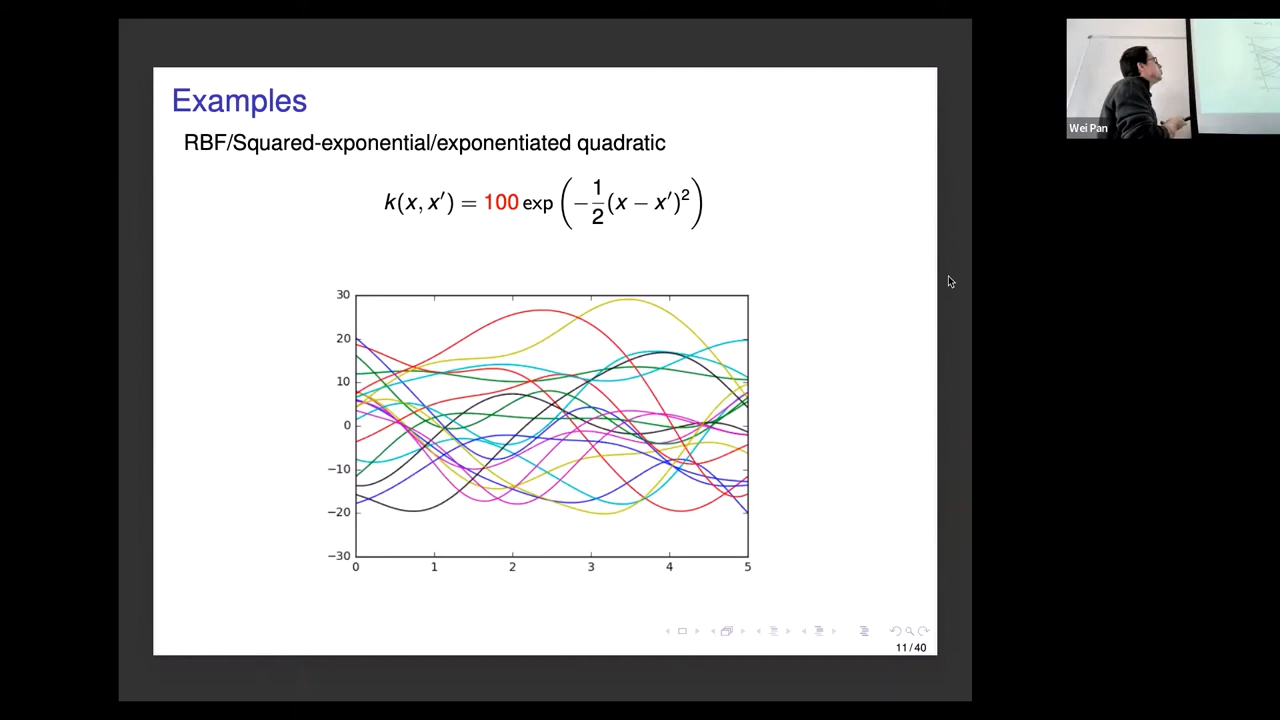 Examples
RBF/Squared-exponential/exponentiated quadratic
k(x, x′) = 100 exp (−1/2(x − x′)²)
30
20
10
0
−10
−20
−30
0 1 2 3 4 5
11 / 40
Wei Pan